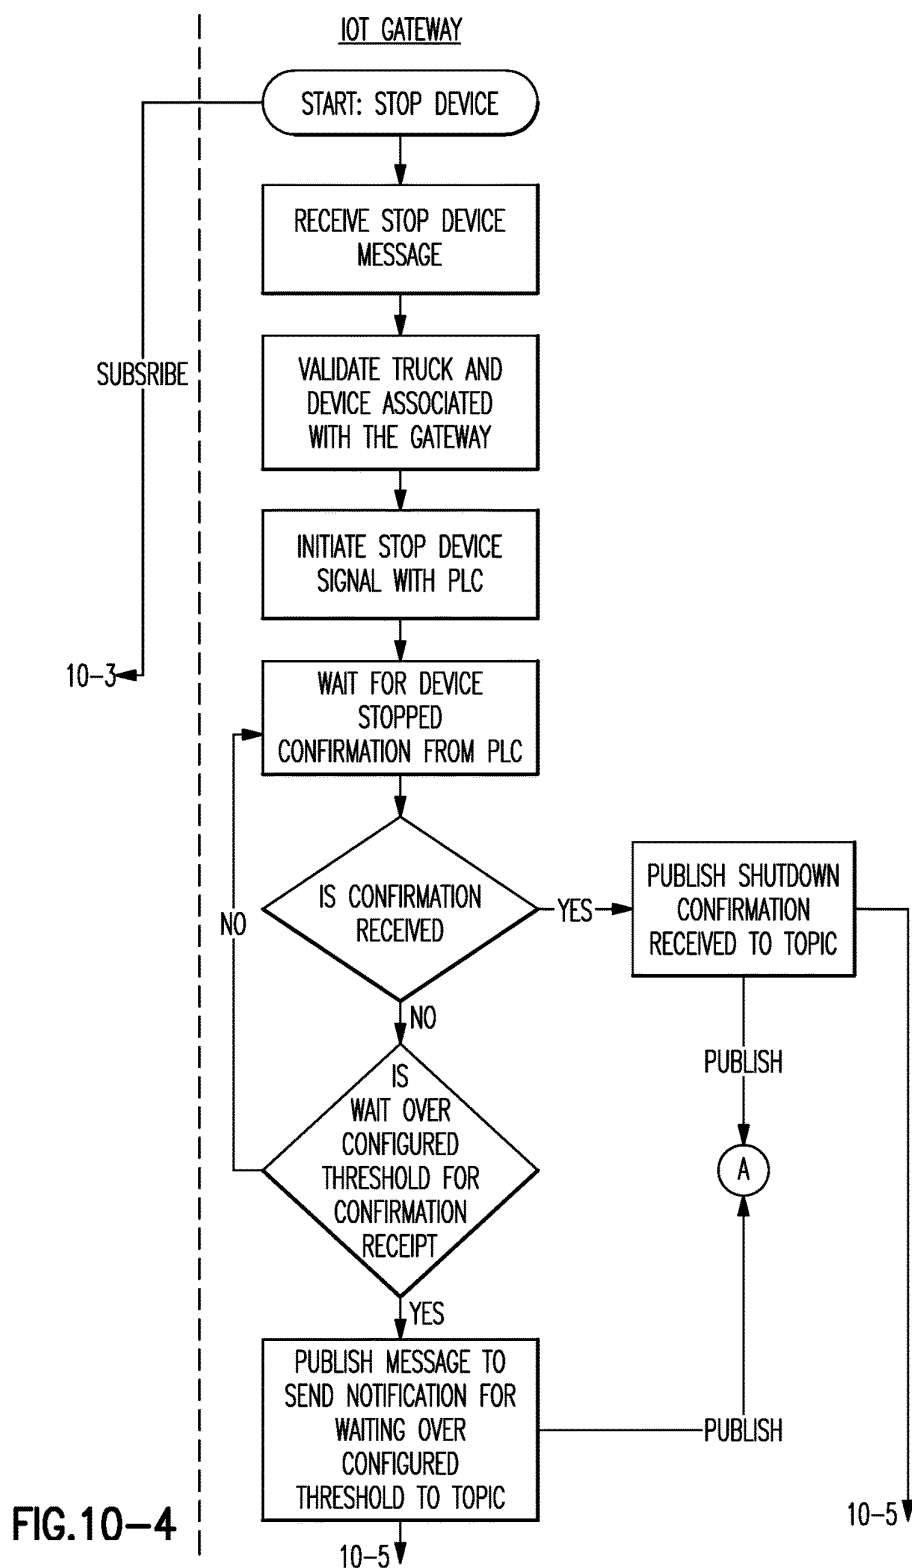 IOT GATEWAY
START: STOP DEVICE
RECEIVE STOP DEVICE
MESSAGE
SUBSRIBE
VALIDATE TRUCK AND
DEVICE ASSOCIATED
WITH THE GATEWAY
INITIATE STOP DEVICE
SIGNAL WITH PLC
10-3
WAIT FOR DEVICE
STOPPED
CONFIRMATION FROM PLC
IS CONFIRMATION
RECEIVED
YES
PUBLISH SHUTDOWN
CONFIRMATION
RECEIVED TO TOPIC
NO
NO
PUBLISH
IS
WAIT OVER
CONFIGURED
THRESHOLD FOR
CONFIRMATION
RECEIPT
A
YES
PUBLISH MESSAGE TO
SEND NOTIFICATION FOR
WAITING OVER
CONFIGURED
THRESHOLD TO TOPIC
PUBLISH
10-5
10-5
FIG.10-4